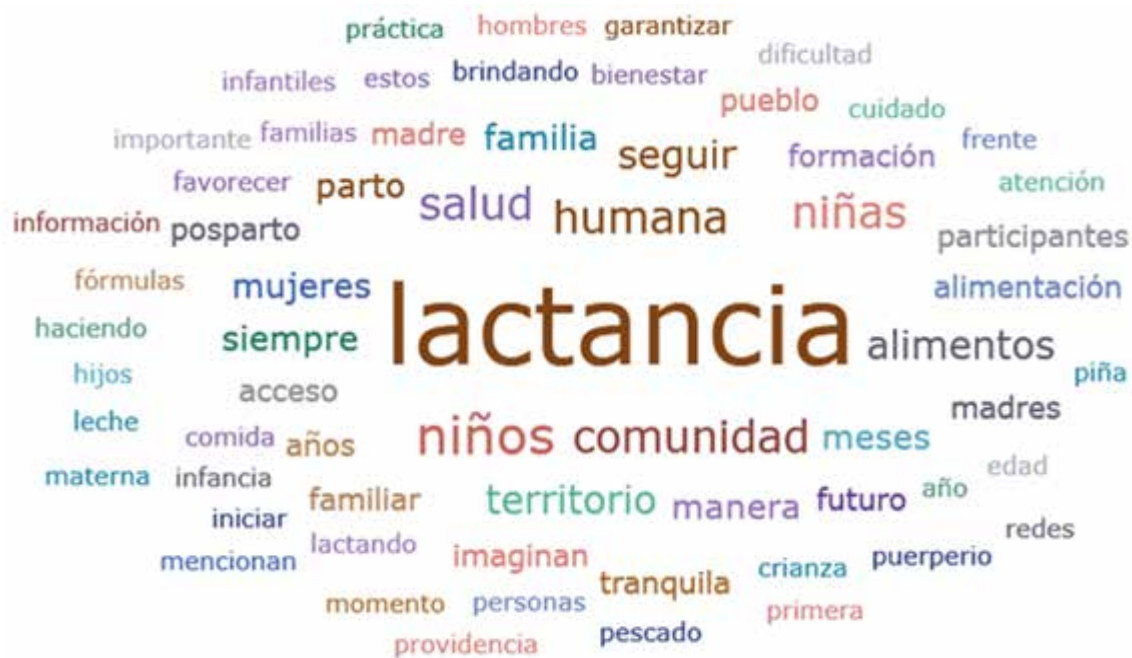 práctica hombres garantizar
dificultad
infantiles estos brindando bienestar
pueblo cuidado
importante familias madre familia seguir formación frente
favorecer parto salud humana niñas atención
información posparto participantes
fórmulas mujeres lactancia alimentación
haciendo siempre alimentos
hijos acceso piña
leche comida años niños comunidad meses madres
materna infancia edad
iniciar familiar territorio manera futuro año
mencionan lactando imaginan redes
tranquila crianza puerperio
momento personas primera
providencia pescado